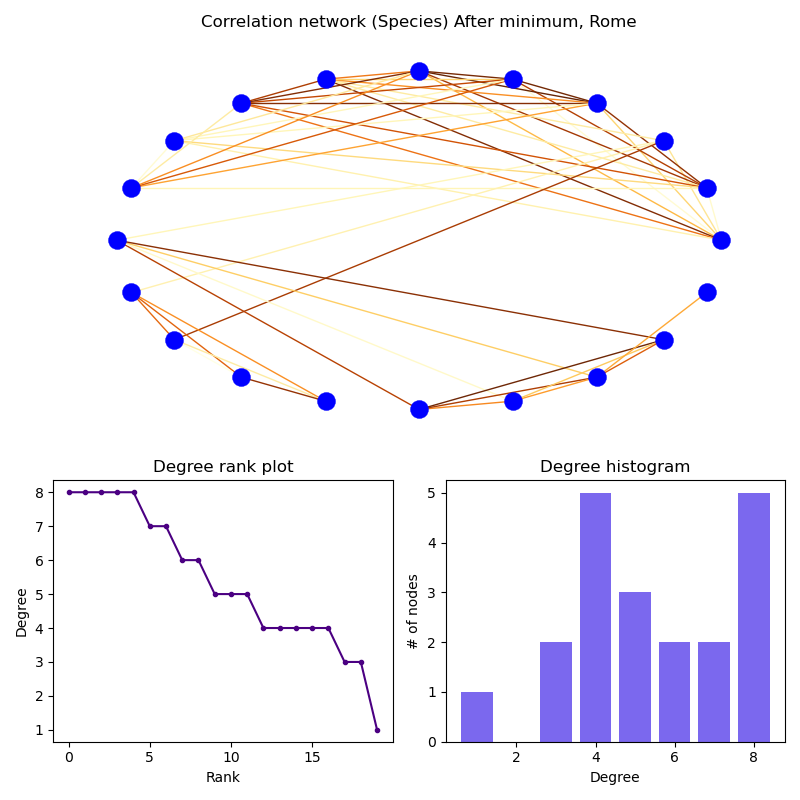 Correlation network (Species) After minimum, Rome
Degree rank plot
Degree
8
7
6
5
4
3
2
1
0 5 10 15
Rank
Degree histogram
# of nodes
5
4
3
2
1
0
2 4 6 8
Degree